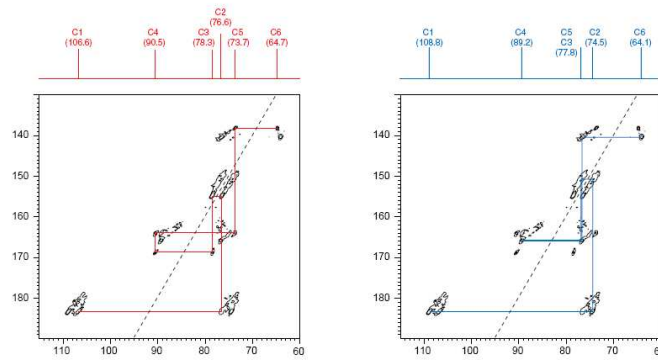 C2
(76.6)
C1 C4 C3 C5 C6
(106.6) (90.5) (78.3) (73.7) (64.7)
C5
C1 C4 C3 C2 C6
(108.8) (89.2) (77.8) (74.5) (64.1)
140
150
160
170
180
110 100 90 80 70 60
140
150
160
170
180
110 100 90 80 70 60